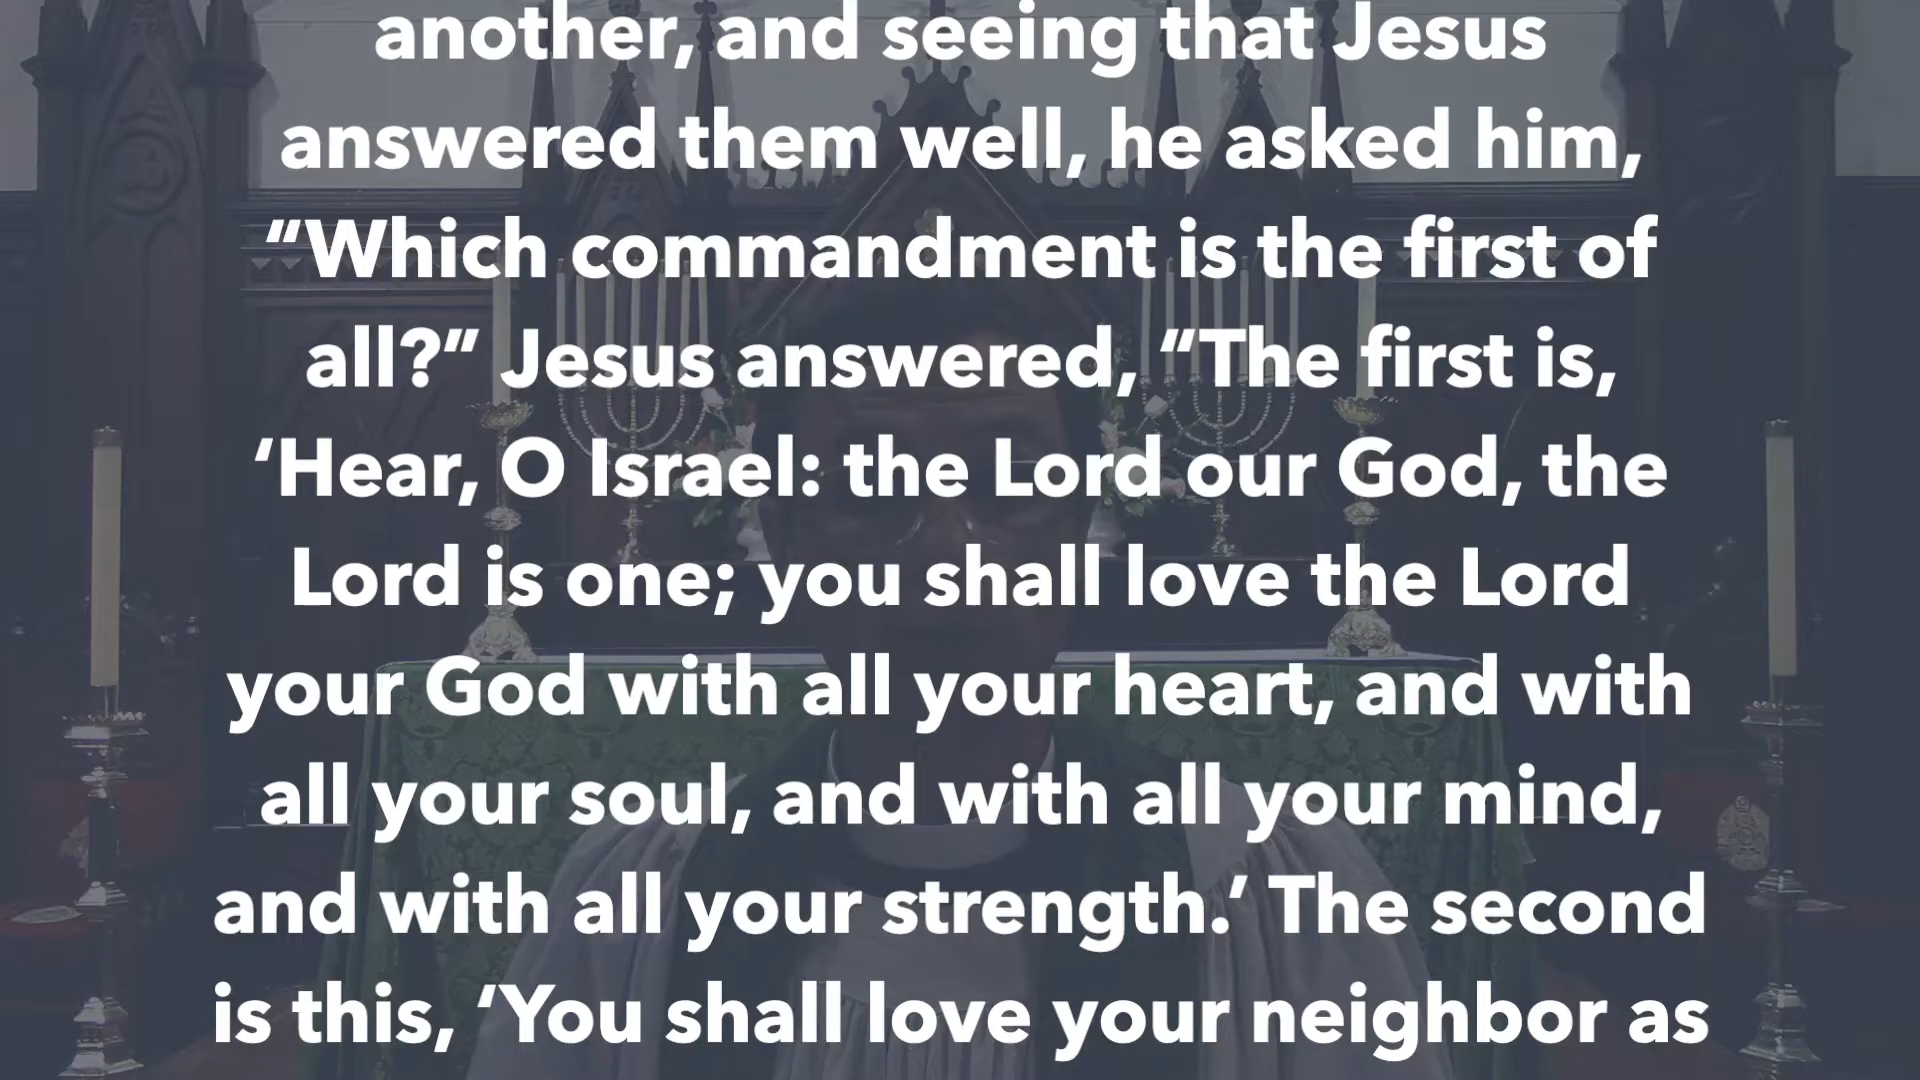 another, and seeing that Jesus
answered them well, he asked him,
“Which commandment is the first of
all?” Jesus answered, “The first is,
‘Hear, O Israel: the Lord our God, the
Lord is one; you shall love the Lord
your God with all your heart, and with
all your soul, and with all your mind,
and with all your strength.’ The second
is this, ‘You shall love your neighbor as